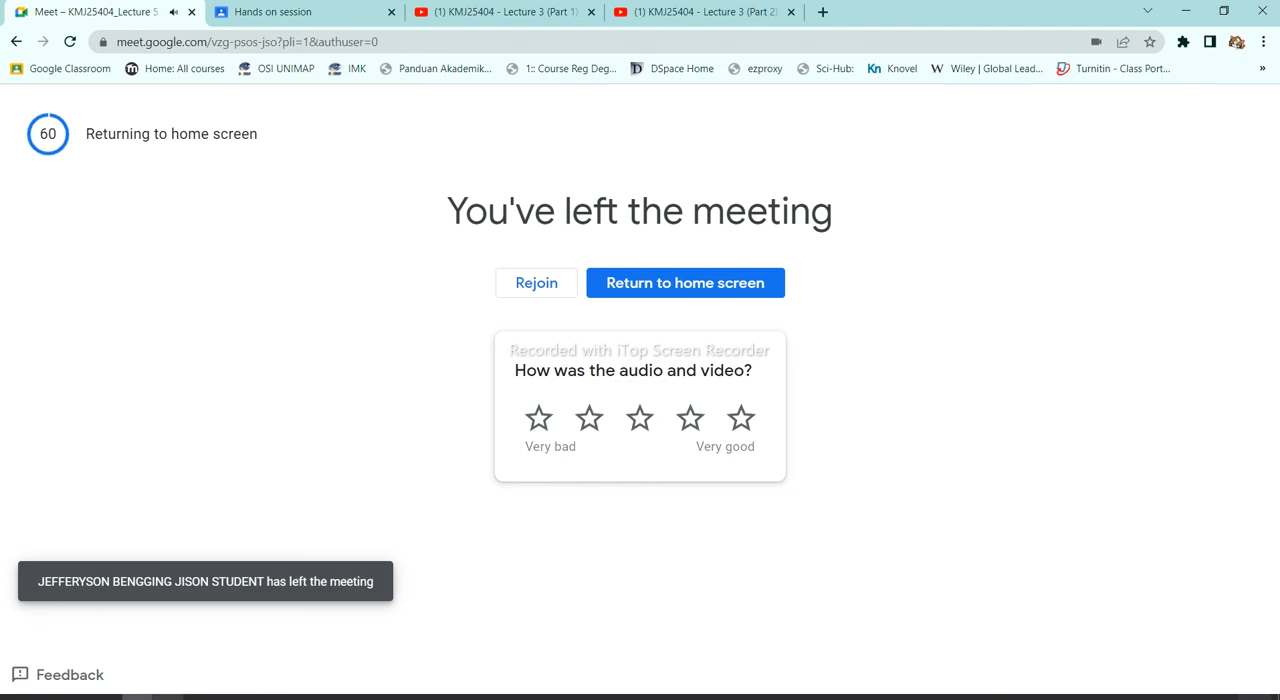 Meet – KMJ25404_Lecture 5
Hands on session
(1) KMJ25404 - Lecture 3 (Part 1)
(1) KMJ25404 - Lecture 3 (Part 2)
meet.google.com/vzg-psos-jso?pli=1&authuser=0
Google Classroom
Home: All courses
OSI UNIMAP
IMK
Panduan Akademik...
1:: Course Reg Deg...
DSpace Home
ezproxy
Sci-Hub:
Kn Knovel
W Wiley | Global Lead...
Turnitin - Class Port...
»
60
Returning to home screen
You've left the meeting
Rejoin
Return to home screen
Recorded with iTop Screen Recorder
How was the audio and video?
Very bad
Very good
JEFFERYSON BENGGING JISON STUDENT has left the meeting
Feedback